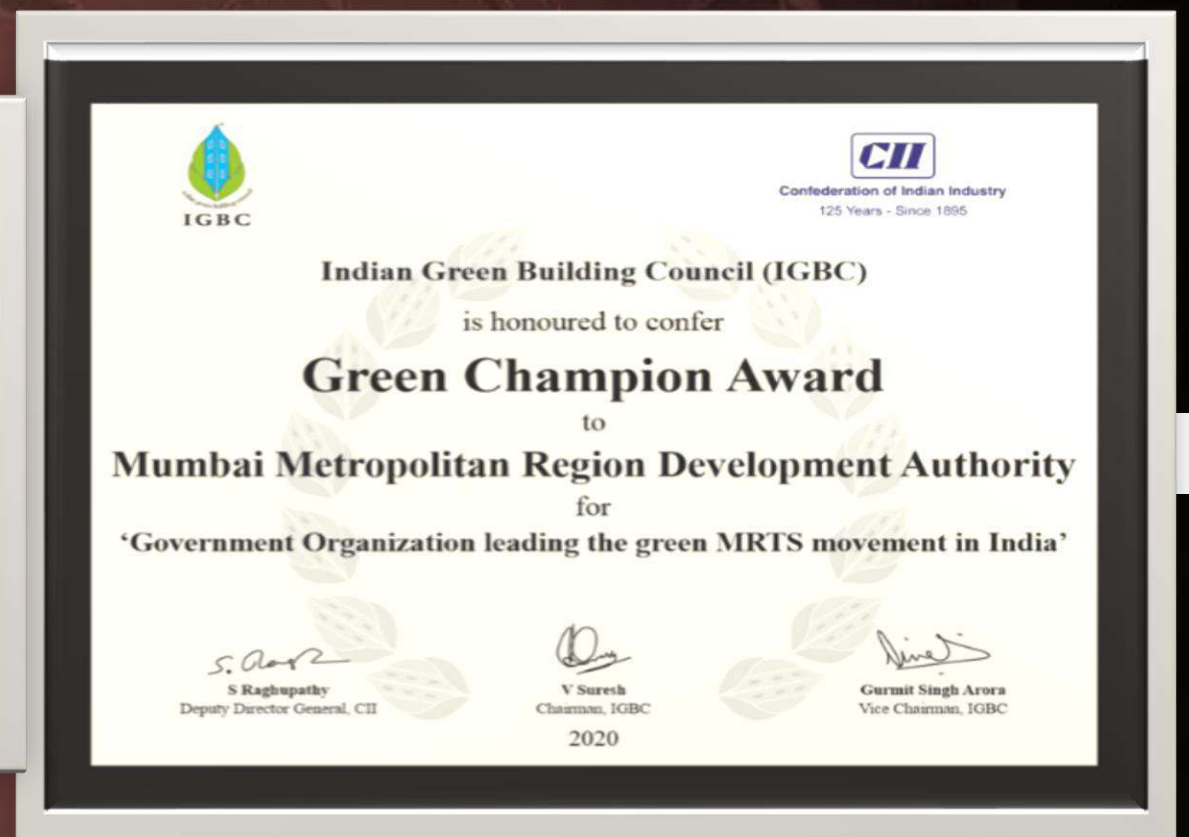 IGBC
CII
Confederation of Indian Industry
125 Years - Since 1895
Indian Green Building Council (IGBC)
is honoured to confer
Green Champion Award
to
Mumbai Metropolitan Region Development Authority
for
‘Government Organization leading the green MRTS movement in India’
S Raghupathy
Deputy Director General, CII
V Suresh
Chairman, IGBC
Gurmit Singh Arora
Vice Chairman, IGBC
2020